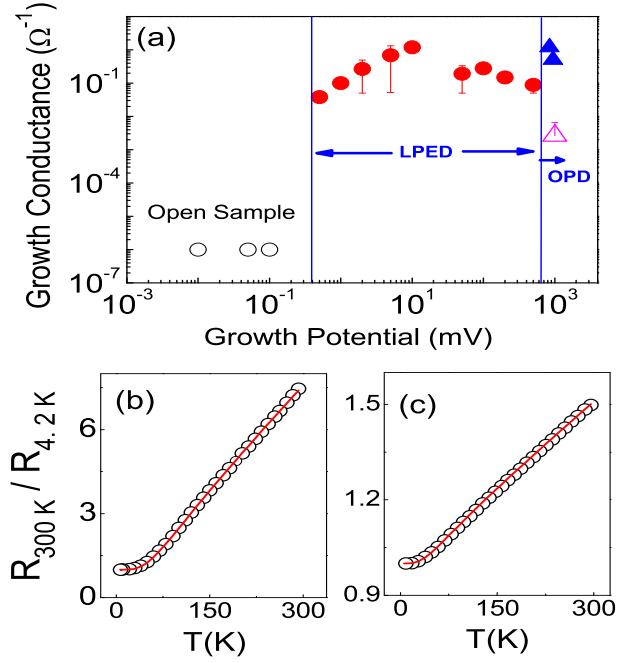 (a)
Growth Conductance (Ω⁻¹)
10⁻¹
10⁻⁴
10⁻⁷
LPED
OPD
Open Sample
10⁻³ 10⁻¹ 10¹ 10³
Growth Potential (mV)
(b)
R300 K / R4. 2 K
6
3
0
0 150 300
T(K)
(c)
1.5
1.2
0.9
0 150 300
T(K)